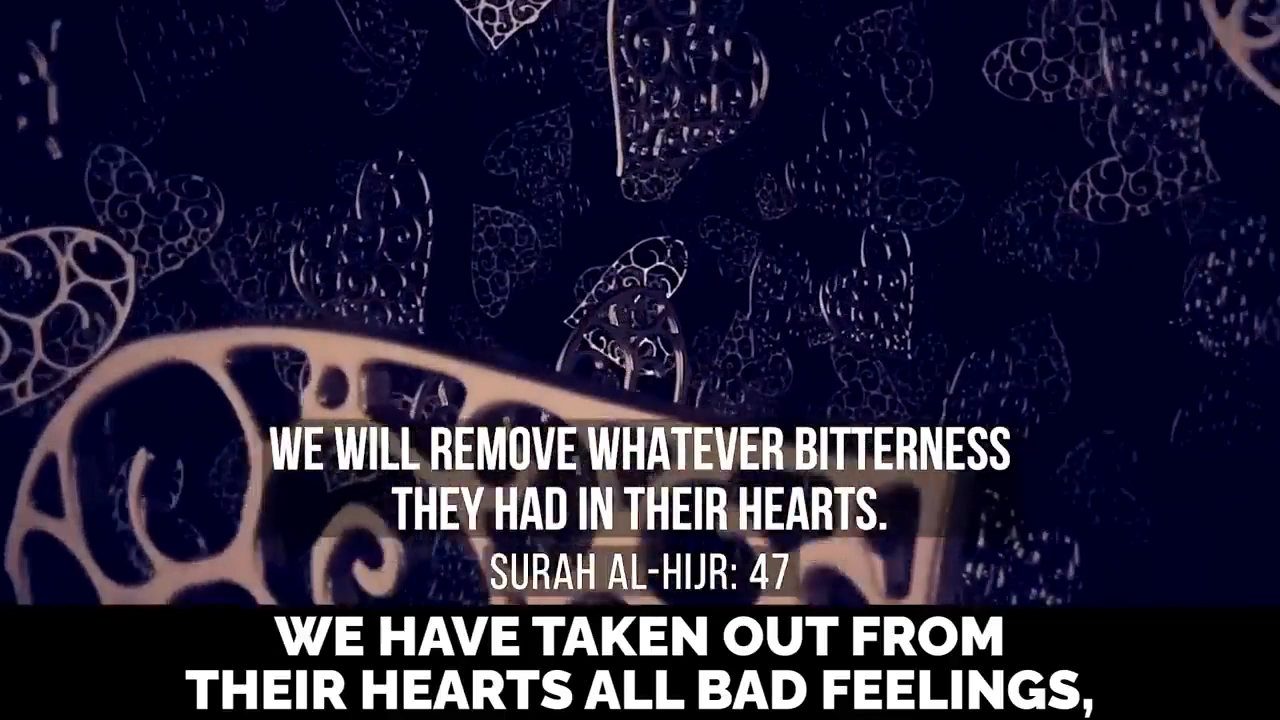 WE WILL REMOVE WHATEVER BITTERNESS
THEY HAD IN THEIR HEARTS.
SURAH AL-HIJR: 47
WE HAVE TAKEN OUT FROM
THEIR HEARTS ALL BAD FEELINGS,